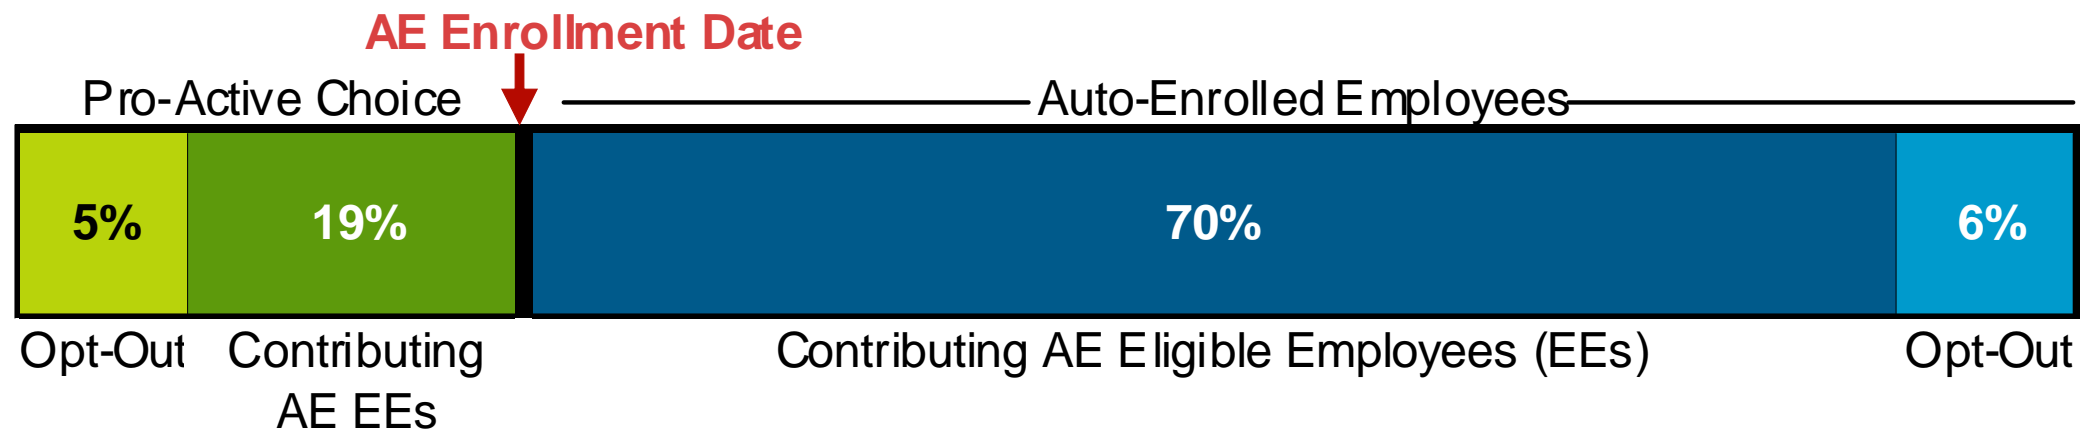 AE Enrollment Date
Pro-Active Choice
Auto-Enrolled Employees
5%
19%
70%
6%
Opt-Out
Contributing
AE EEs
Contributing AE Eligible Employees (EEs)
Opt-Out